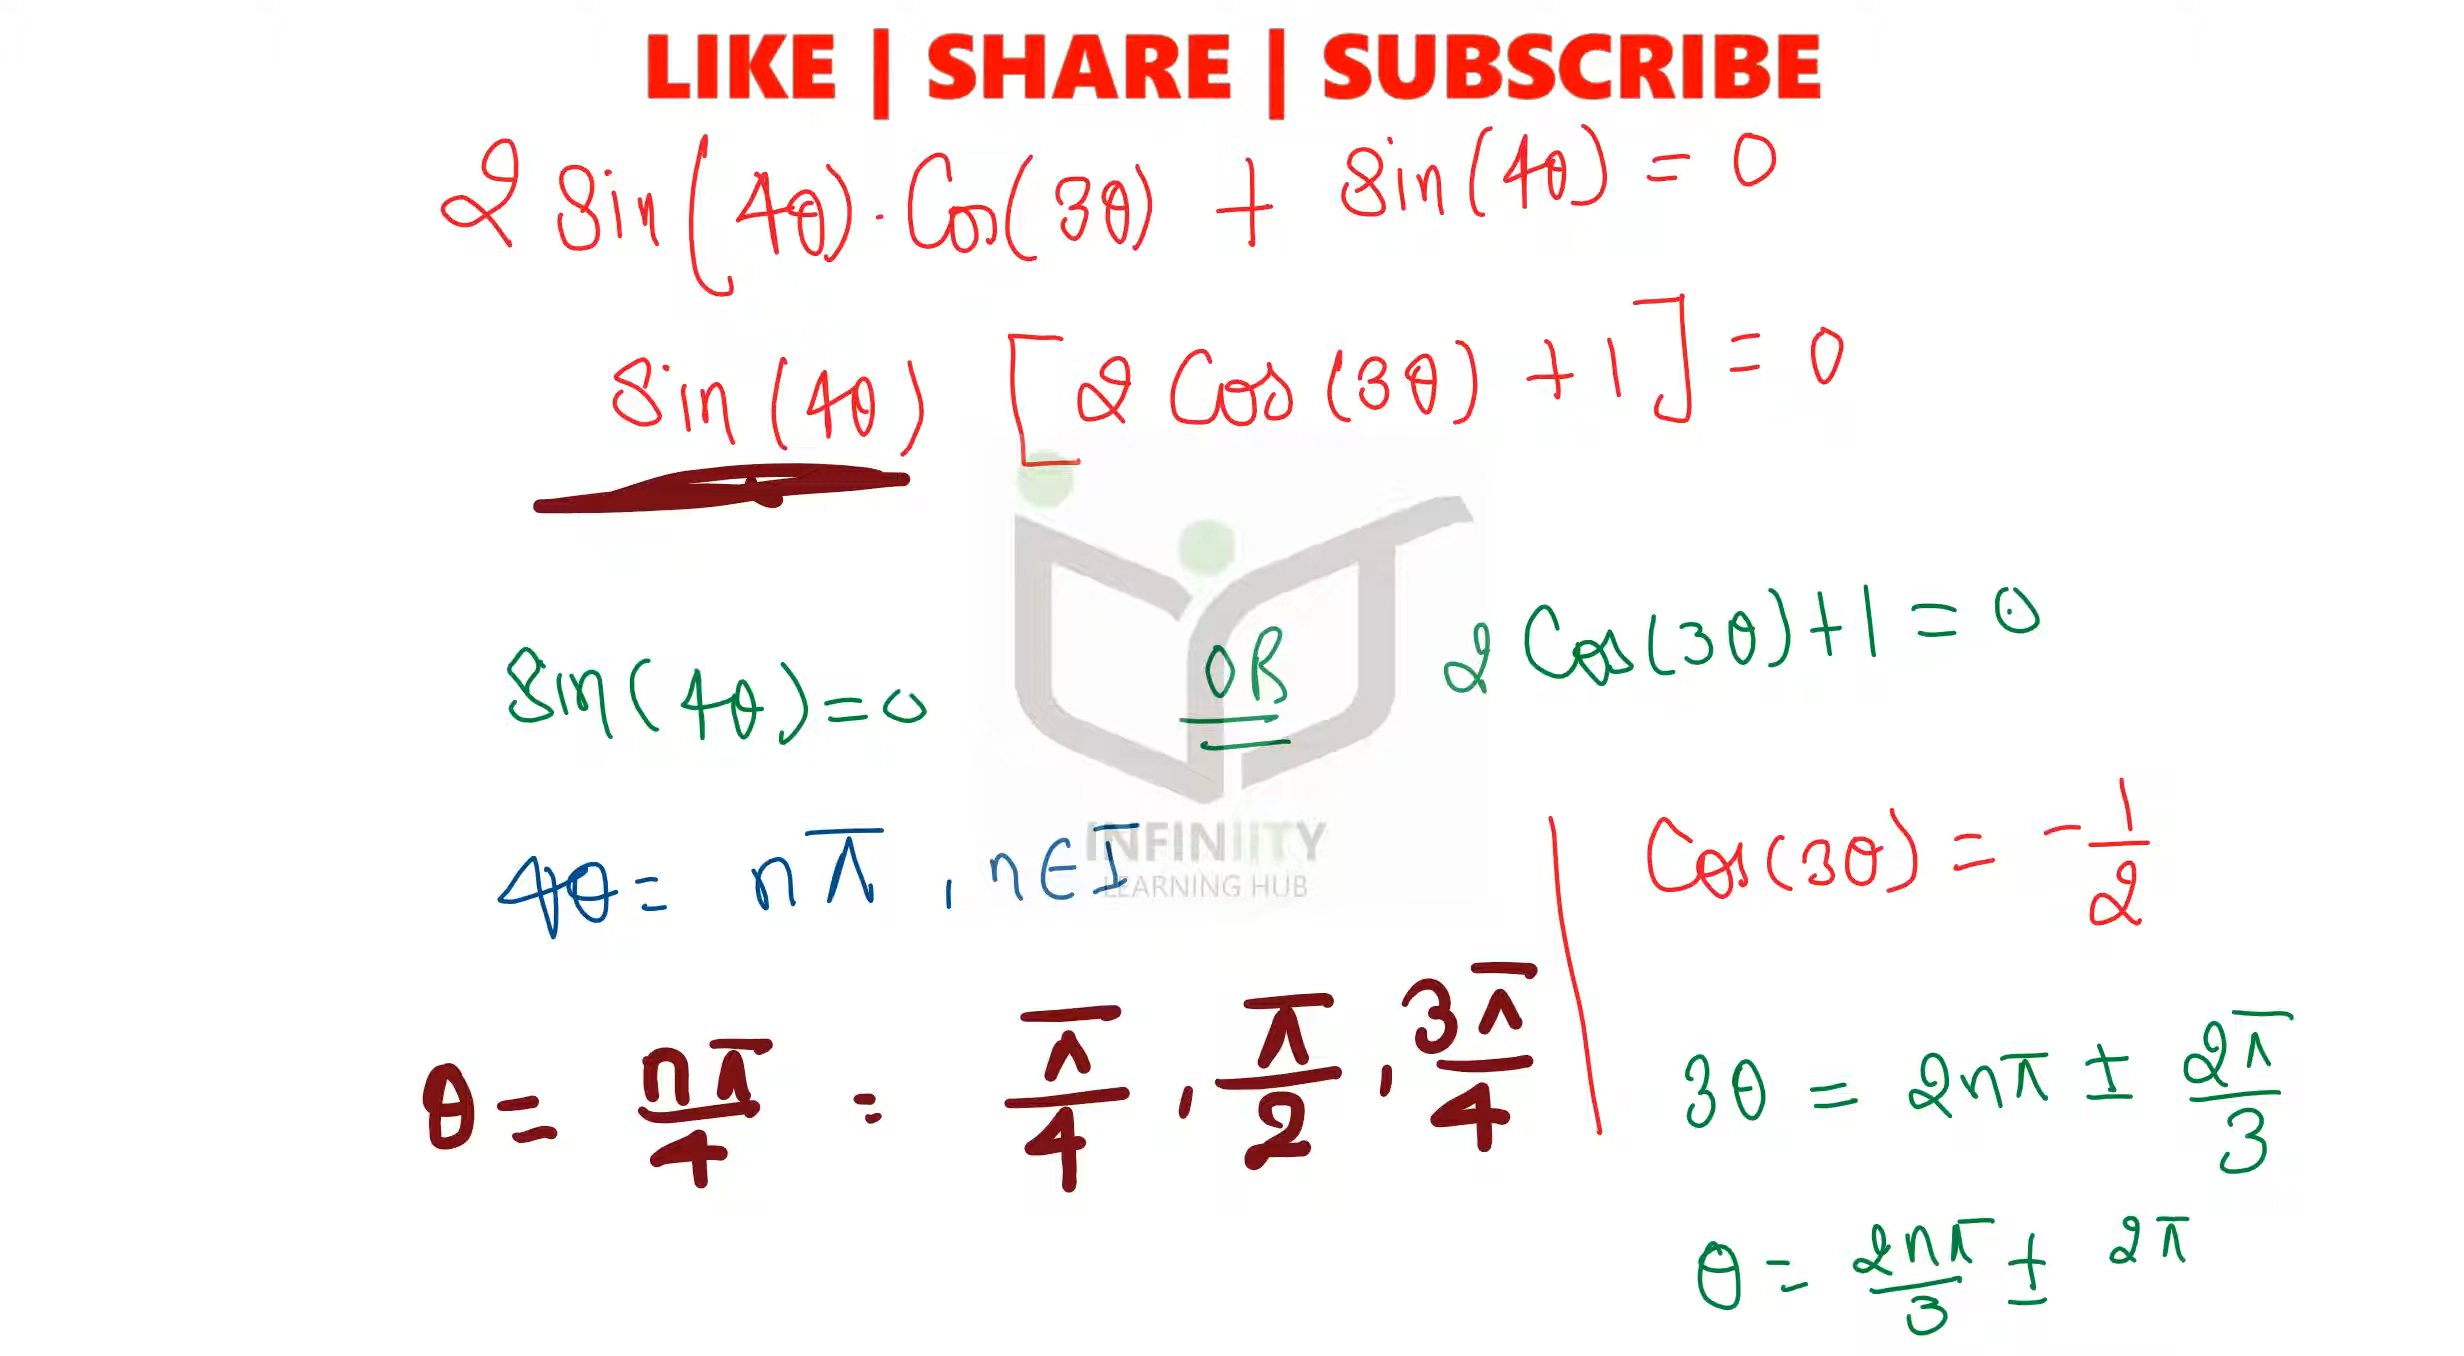 LIKE | SHARE | SUBSCRIBE
2 Sin(4θ).Cos(3θ) + Sin(4θ) = 0
Sin(4θ) [2 Cos(3θ) + 1] = 0
Sin(4θ) = 0 OR 2 Cos(3θ) + 1 = 0
INFINIITY
LEARNING HUB
4θ = nπ , n∈I
θ = nπ/4 = π/4 , π/2 , 3π/4
Cos(3θ) = -1/2
3θ = 2nπ ± 2π/3
θ = 2nπ/3 ± 2π